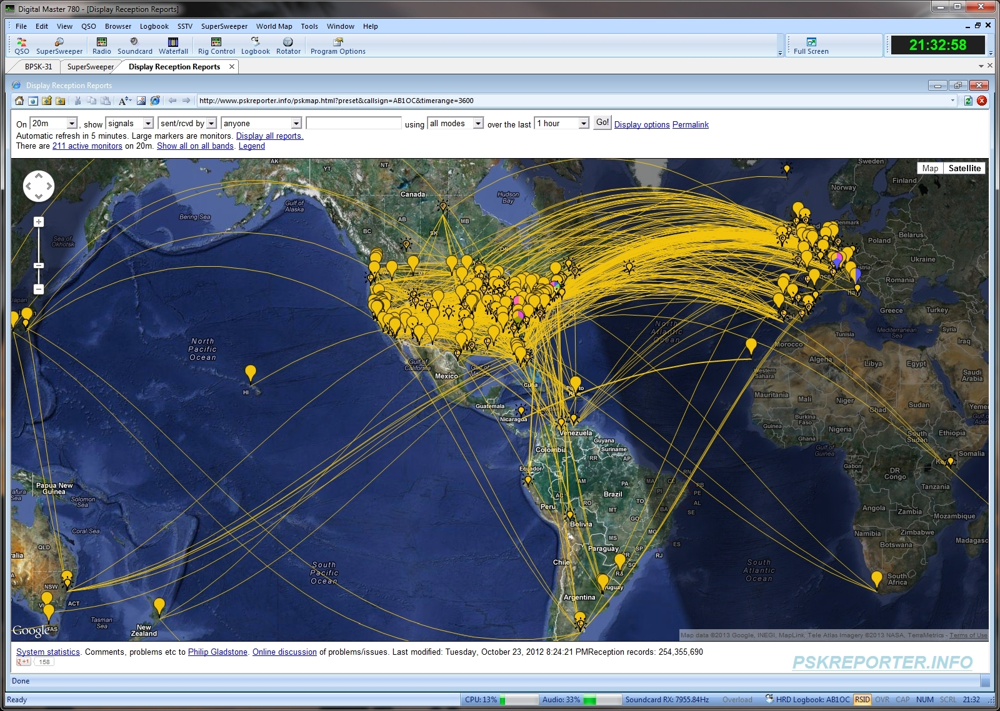 Digital Master 780 - [Display Reception Reports]
File Edit View QSO Browser Logbook SSTV SuperSweeper World Map Tools Window Help
QSO SuperSweeper Radio Soundcard Waterfall Rig Control Logbook Rotator Program Options Full Screen 21:32:58
BPSK-31 SuperSweeper Display Reception Reports
Display Reception Reports
http://www.pskreporter.info/pskmap.html?preset&callsign=AB1OC&timerange=3600
On 20m , show signals sent/rcvd by anyone using all modes over the last 1 hour Go! Display options Permalink
Automatic refresh in 5 minutes. Large markers are monitors. Display all reports.
There are 211 active monitors on 20m. Show all on all bands. Legend
AK YT NT Sweden
Map Satellite
Finland
Norway
Canada Hudson Bay
Gulf of Alaska
Bering Sea
AB MB Denmark
BC SK Poland Belarus
Sea of Okhotsk
Ukraine
Romania
Italy
Japan
Greece Turkey
North Pacific Ocean
North Atlantic Ocean
Mediterranean Sea Syria
Tunisia Iraq
Morocco
Gulf of California Algeria Libya Egypt
Gulf of Mexico
Western Sahara
Saudi Arabia
Mexico
Cuba
HI
Mauritania Mali Niger Chad Sudan Yemen
Guatemala
Nicaragua
Burkina Faso
Guinea Nigeria South Sudan Ethiopia
Venezuela
Guyana
Suriname
Ghana
Colombia
Gulf of Guinea
Somalia
RR AP
Ecuador Gabon DR Congo
AM PA MA CE RN
PB
PE
AL
SE
Papua New Guinea
Tanzania
Solomon Sea
AC Brazil PI
RO TO
Peru MT BA
Angola Zambia Mozambique
GO
Bolivia
Coral Sea
MS MG
Namibia Zimbabwe
QLD ES Botswana Madagasc
Paraguay SP
RJ
Chile
South Pacific Ocean
South Atlantic Ocean
SC
RS
South Africa
NSW
uguay
Argentina
ACT
Tasman Sea
New Zealand
TAS
Google
Map data ©2013 Google, INEGI, MapLink, Tele Atlas Imagery ©2013 NASA, TerraMetrics - Terms of Use
System statistics. Comments, problems etc to Philip Gladstone. Online discussion of problems/issues. Last modified: Tuesday, October 23, 2012 8:24:21 PMReception records: 254,355,690
+1 158
PSKREPORTER.INFO
Done
Ready CPU: 13% Audio: 33% Soundcard RX: 7955.84Hz Overload HRD Logbook: AB1OC RSID OVR CAP NUM SCRL 21:32